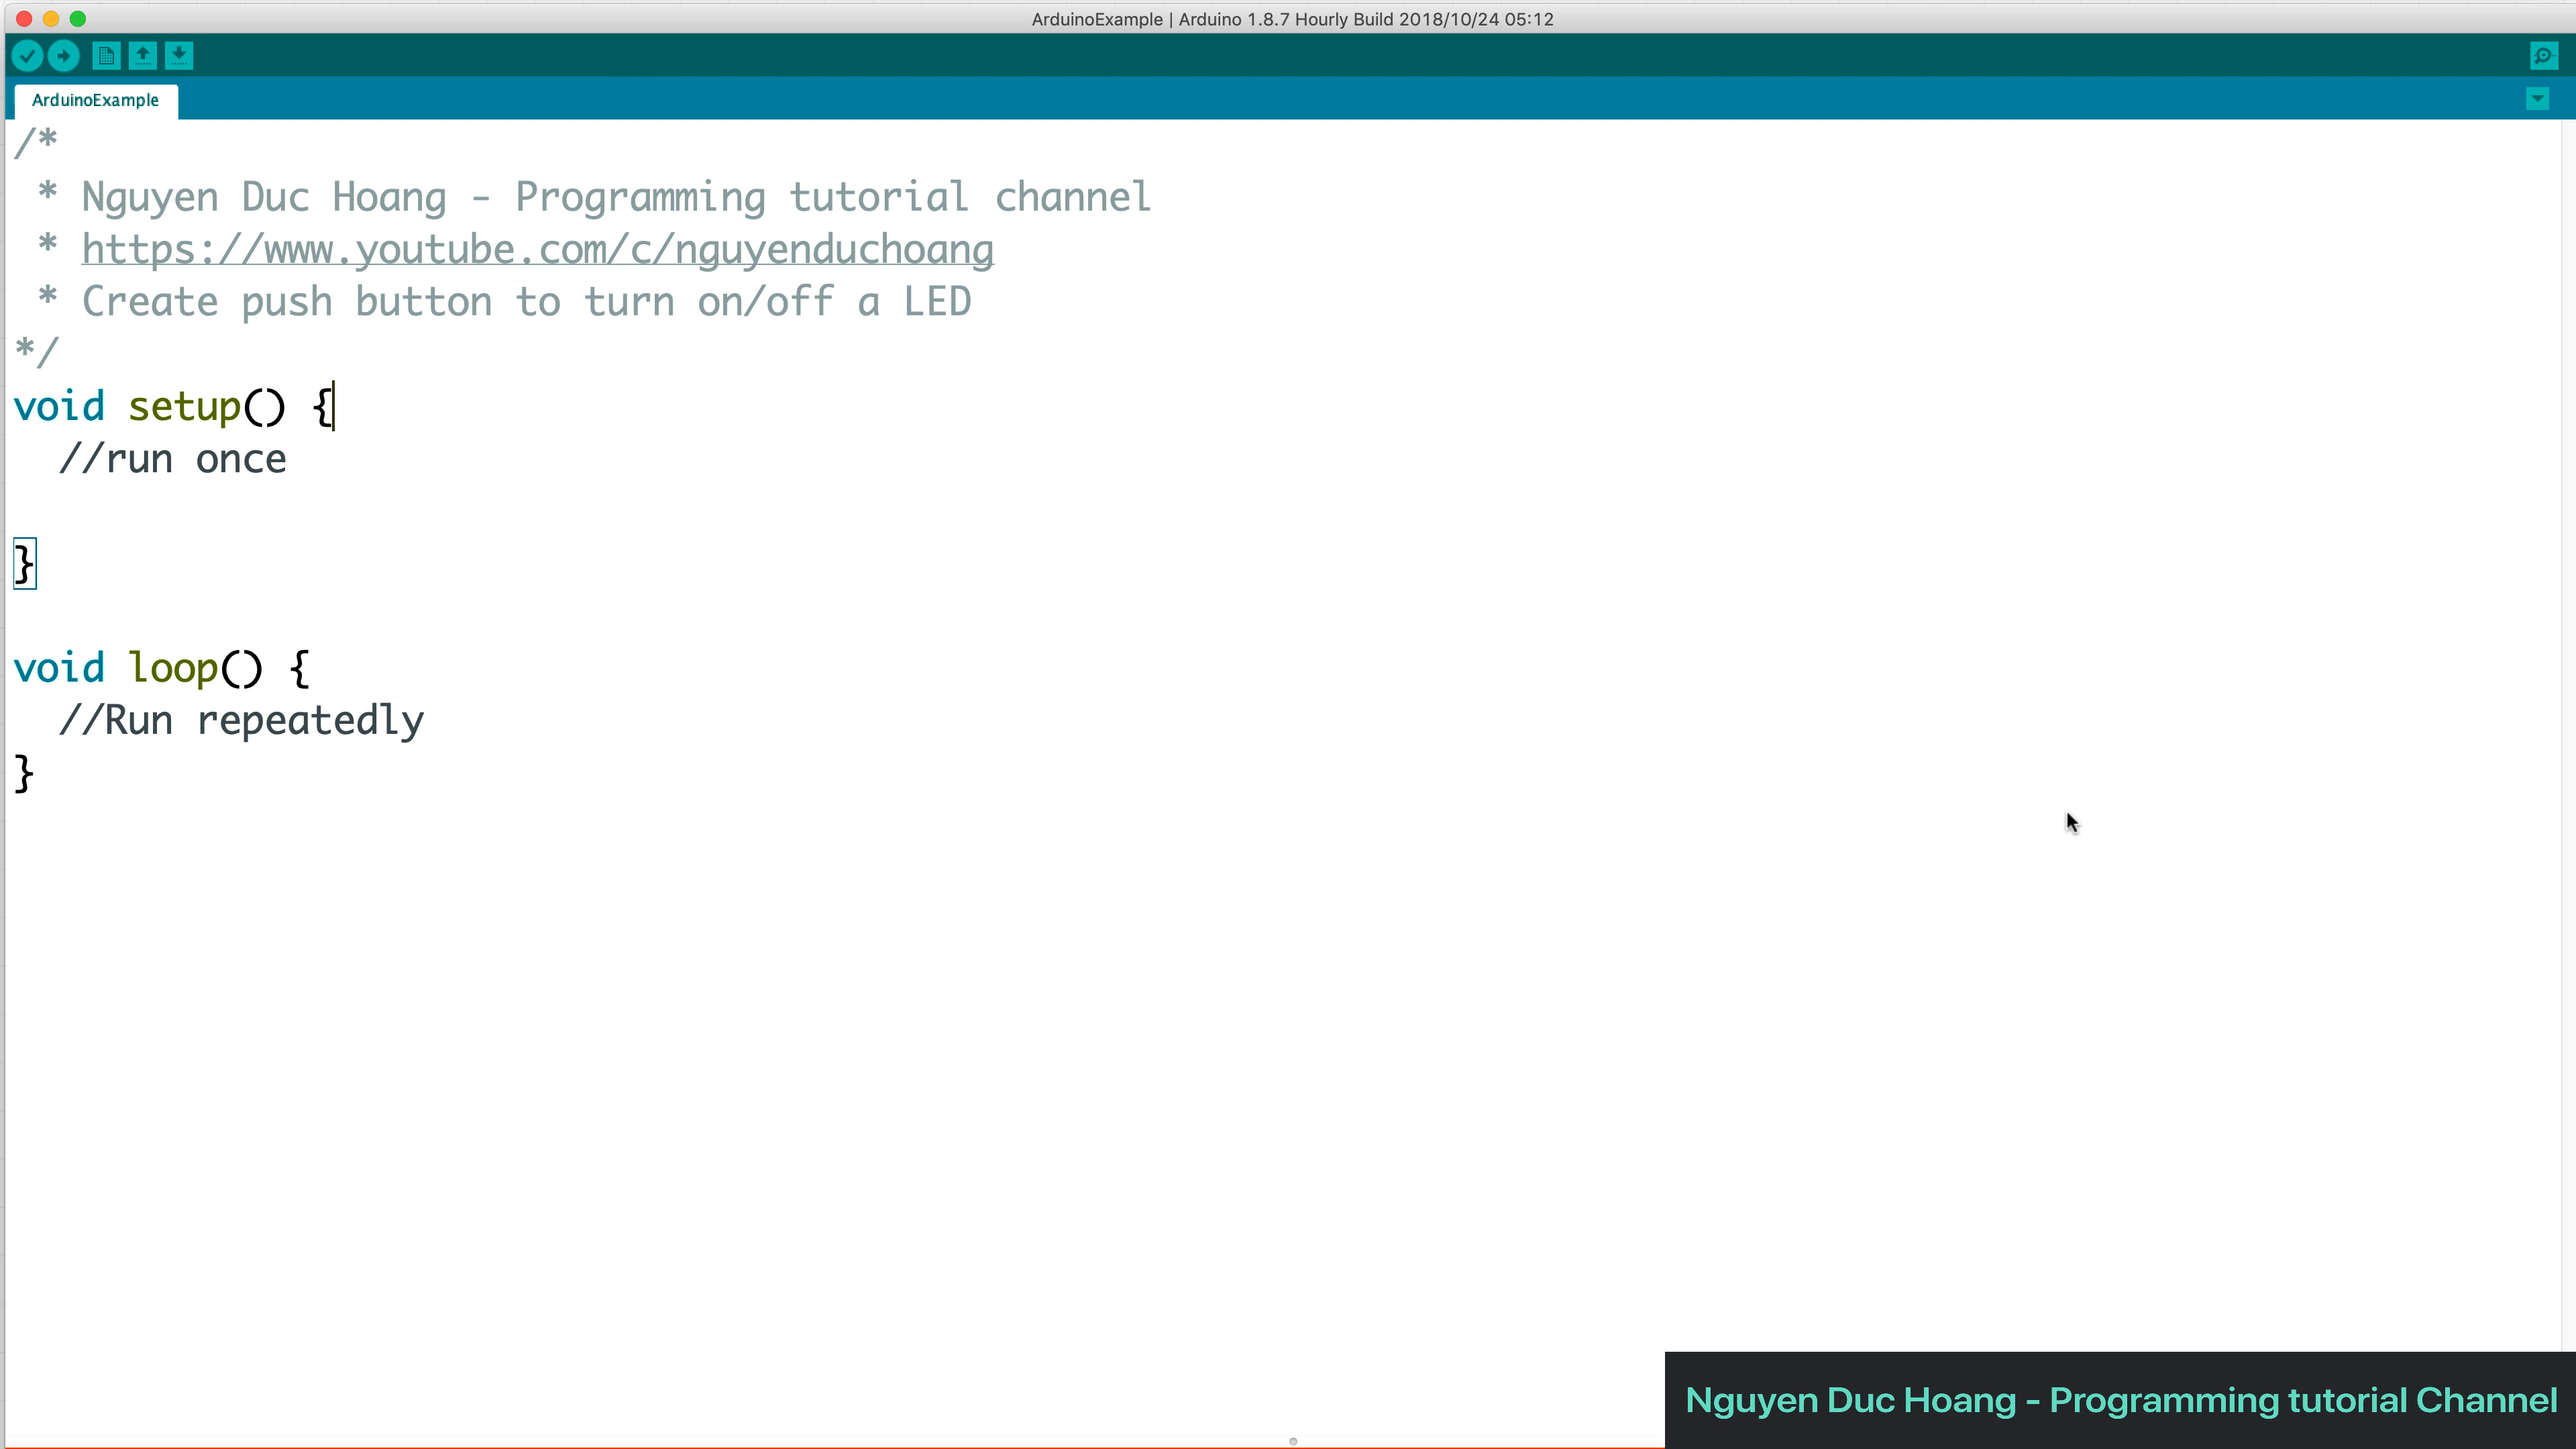 ArduinoExample | Arduino 1.8.7 Hourly Build 2018/10/24 05:12
ArduinoExample
/*
 * Nguyen Duc Hoang - Programming tutorial channel
 * https://www.youtube.com/c/nguyenduchoang
 * Create push button to turn on/off a LED
*/
void setup() {
  //run once
}
void loop() {
  //Run repeatedly
}
Nguyen Duc Hoang - Programming tutorial Channel